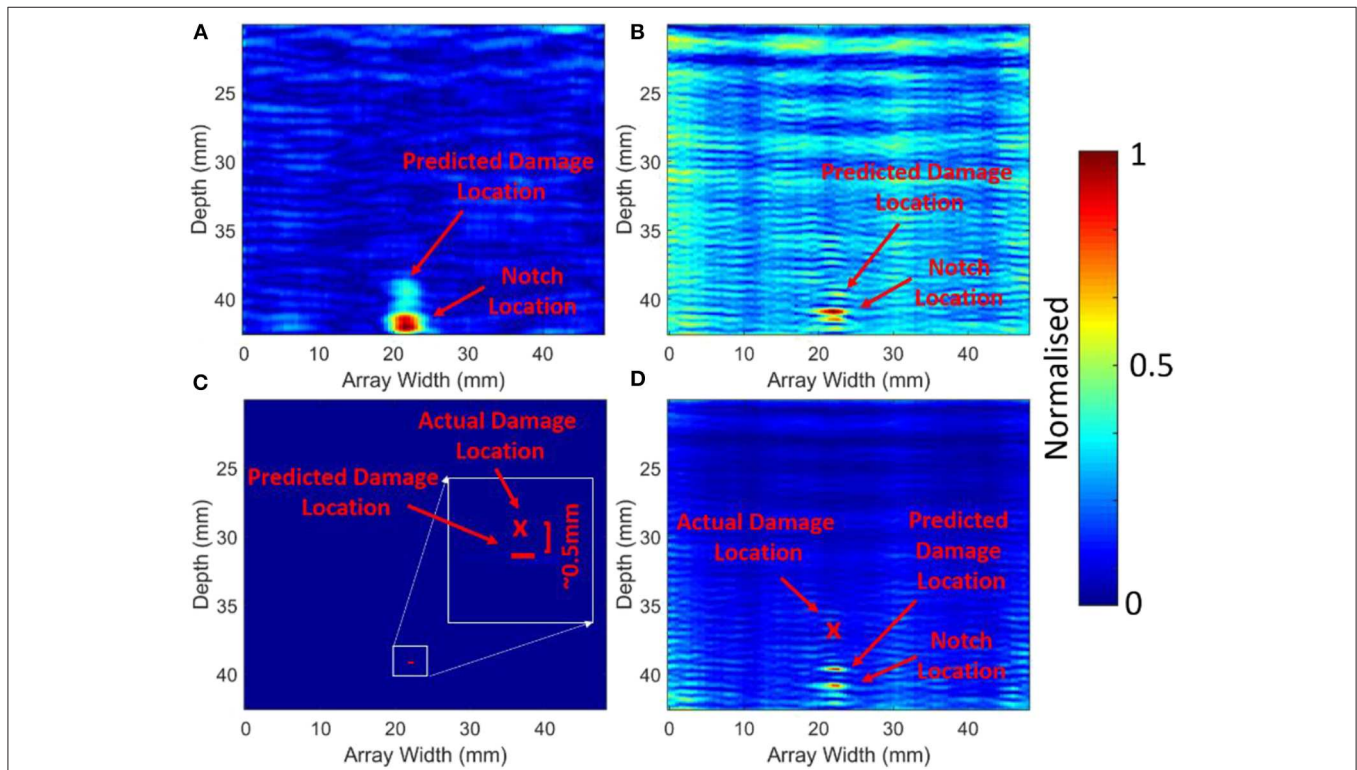 A
25
30
35
40
Depth (mm)
0
10
20
30
40
Array Width (mm)
Predicted Damage
Location
Notch
Location
B
25
30
35
40
Depth (mm)
0
10
20
30
40
Array Width (mm)
Predicted Damage
Location
Notch
Location
C
25
30
35
40
Depth (mm)
0
10
20
30
40
Array Width (mm)
Actual Damage
Location
Predicted Damage
Location
X
~0.5mm
D
25
30
35
40
Depth (mm)
0
10
20
30
40
Array Width (mm)
Actual Damage
Location
Predicted
Damage
Location
X
Notch
Location
Normalised
1
0.5
0